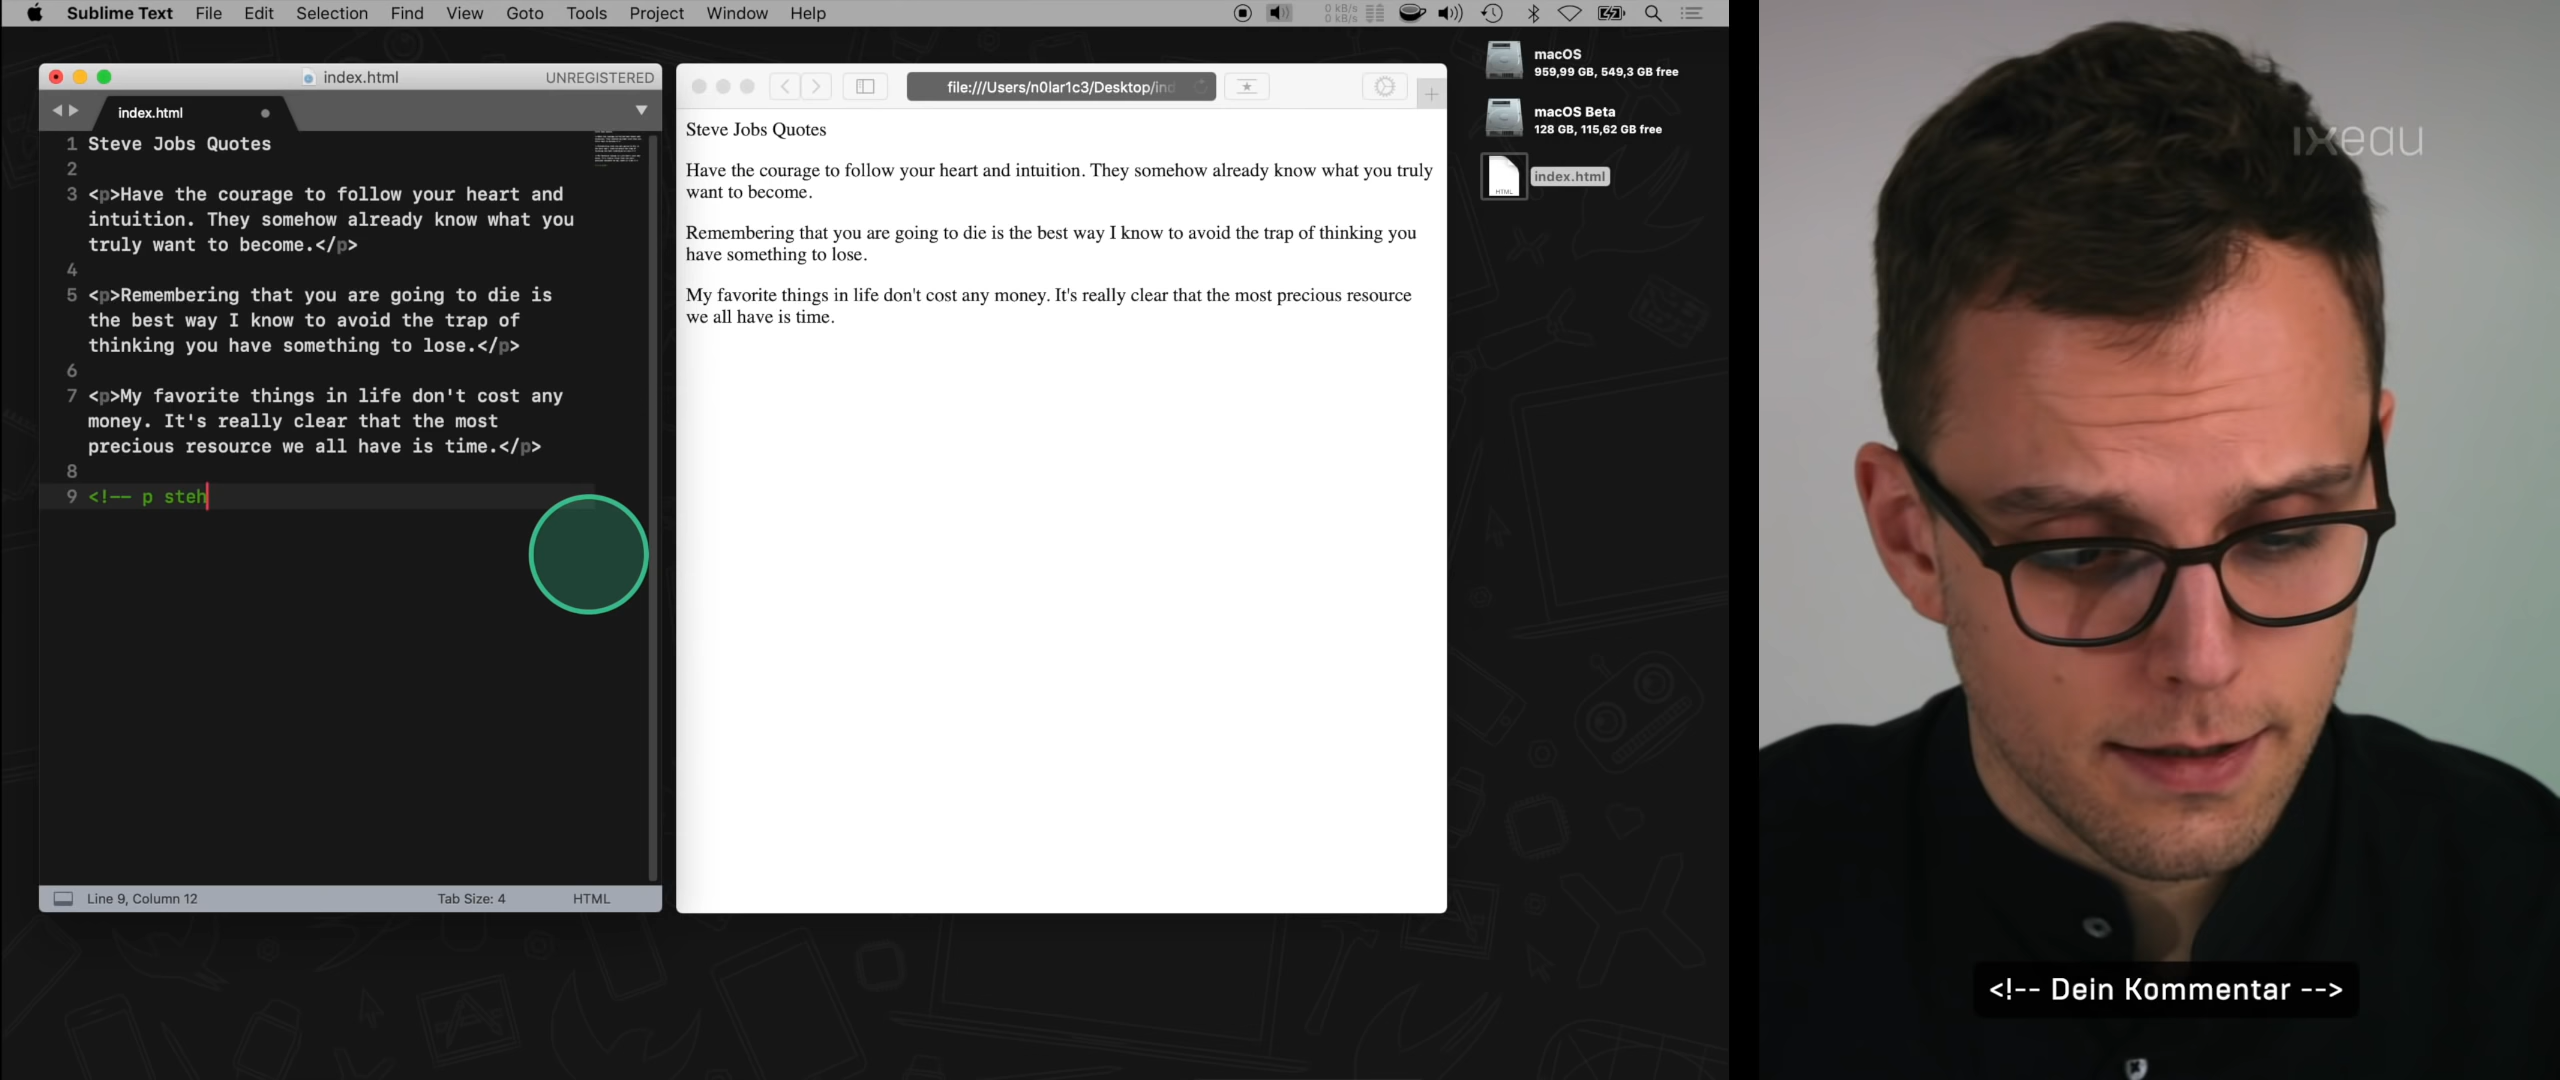 Sublime Text File Edit Selection Find View Goto Tools Project Window Help
0 kB/s
0 kB/s
index.html UNREGISTERED
index.html
1 Steve Jobs Quotes
2
3 <p>Have the courage to follow your heart and
intuition. They somehow already know what you
truly want to become.</p>
4
5 <p>Remembering that you are going to die is
the best way I know to avoid the trap of
thinking you have something to lose.</p>
6
7 <p>My favorite things in life don't cost any
money. It's really clear that the most
precious resource we all have is time.</p>
8
9 <!-- p steh
Line 9, Column 12 Tab Size: 4 HTML
file:///Users/n0lar1c3/Desktop/ind
Steve Jobs Quotes
Have the courage to follow your heart and intuition. They somehow already know what you truly
want to become.
Remembering that you are going to die is the best way I know to avoid the trap of thinking you
have something to lose.
My favorite things in life don't cost any money. It's really clear that the most precious resource
we all have is time.
macOS
959,99 GB, 549,3 GB free
macOS Beta
128 GB, 115,62 GB free
HTML
index.html
ixeau
<!-- Dein Kommentar -->